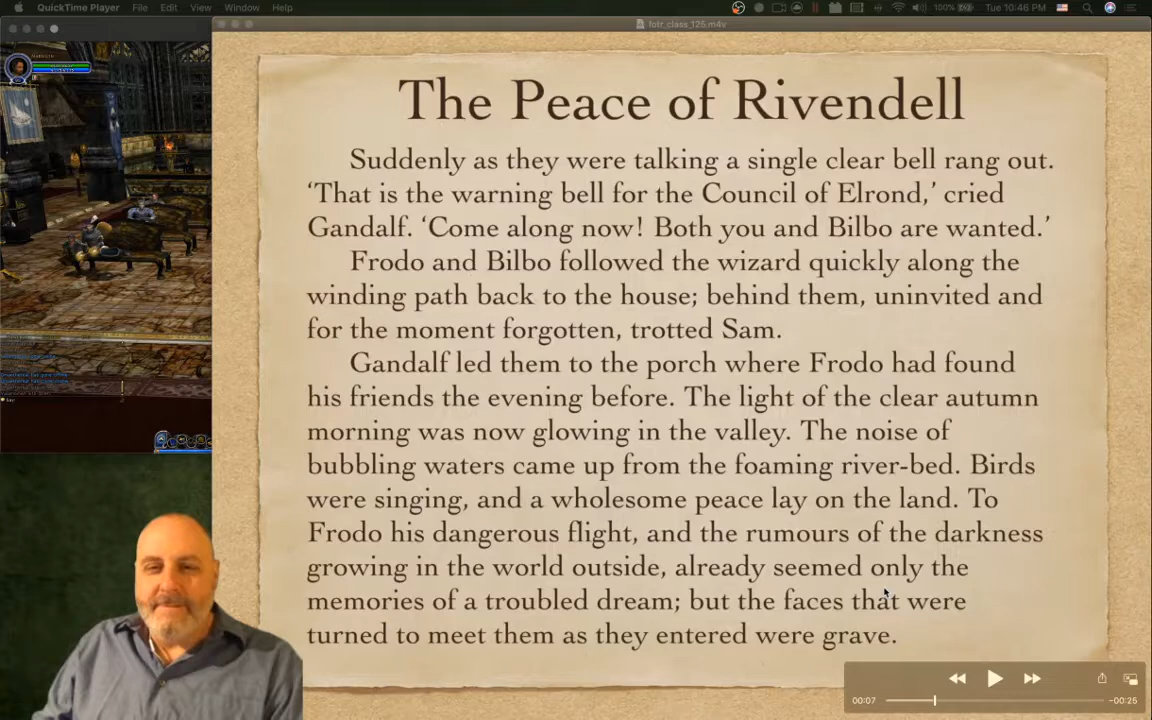 QuickTime Player File Edit View Window Help
100% Tue 10:46 PM
fotr_class_125.m4v
The Peace of Rivendell
Suddenly as they were talking a single clear bell rang out.
‘That is the warning bell for the Council of Elrond,’ cried
Gandalf. ‘Come along now! Both you and Bilbo are wanted.’
Frodo and Bilbo followed the wizard quickly along the
winding path back to the house; behind them, uninvited and
for the moment forgotten, trotted Sam.
Gandalf led them to the porch where Frodo had found
his friends the evening before. The light of the clear autumn
morning was now glowing in the valley. The noise of
bubbling waters came up from the foaming river-bed. Birds
were singing, and a wholesome peace lay on the land. To
Frodo his dangerous flight, and the rumours of the darkness
growing in the world outside, already seemed only the
memories of a troubled dream; but the faces that were
turned to meet them as they entered were grave.
00:07
-00:25